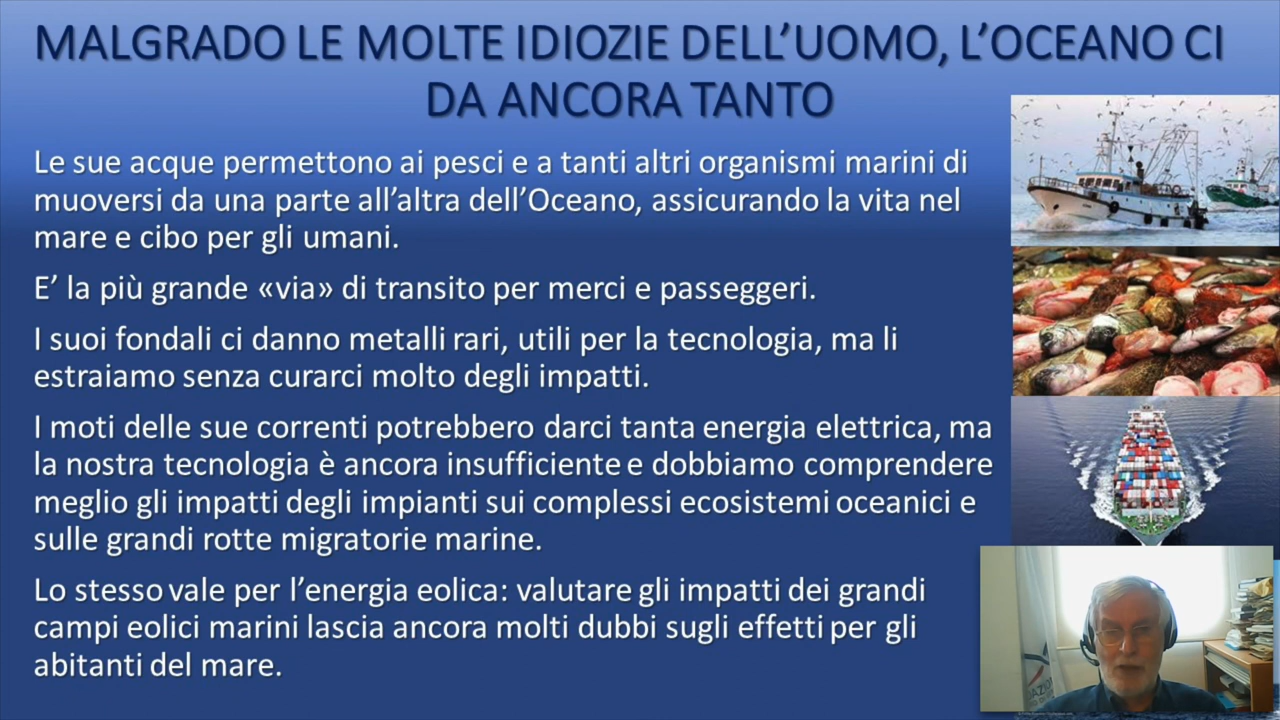 MALGRADO LE MOLTE IDIOZIE DELL’UOMO, L’OCEANO CI
DA ANCORA TANTO
Le sue acque permettono ai pesci e a tanti altri organismi marini di
muoversi da una parte all’altra dell’Oceano, assicurando la vita nel
mare e cibo per gli umani.
E’ la più grande «via» di transito per merci e passeggeri.
I suoi fondali ci danno metalli rari, utili per la tecnologia, ma li
estraiamo senza curarci molto degli impatti.
I moti delle sue correnti potrebbero darci tanta energia elettrica, ma
la nostra tecnologia è ancora insufficiente e dobbiamo comprendere
meglio gli impatti degli impianti sui complessi ecosistemi oceanici e
sulle grandi rotte migratorie marine.
Lo stesso vale per l’energia eolica: valutare gli impatti dei grandi
campi eolici marini lascia ancora molti dubbi sugli effetti per gli
abitanti del mare.